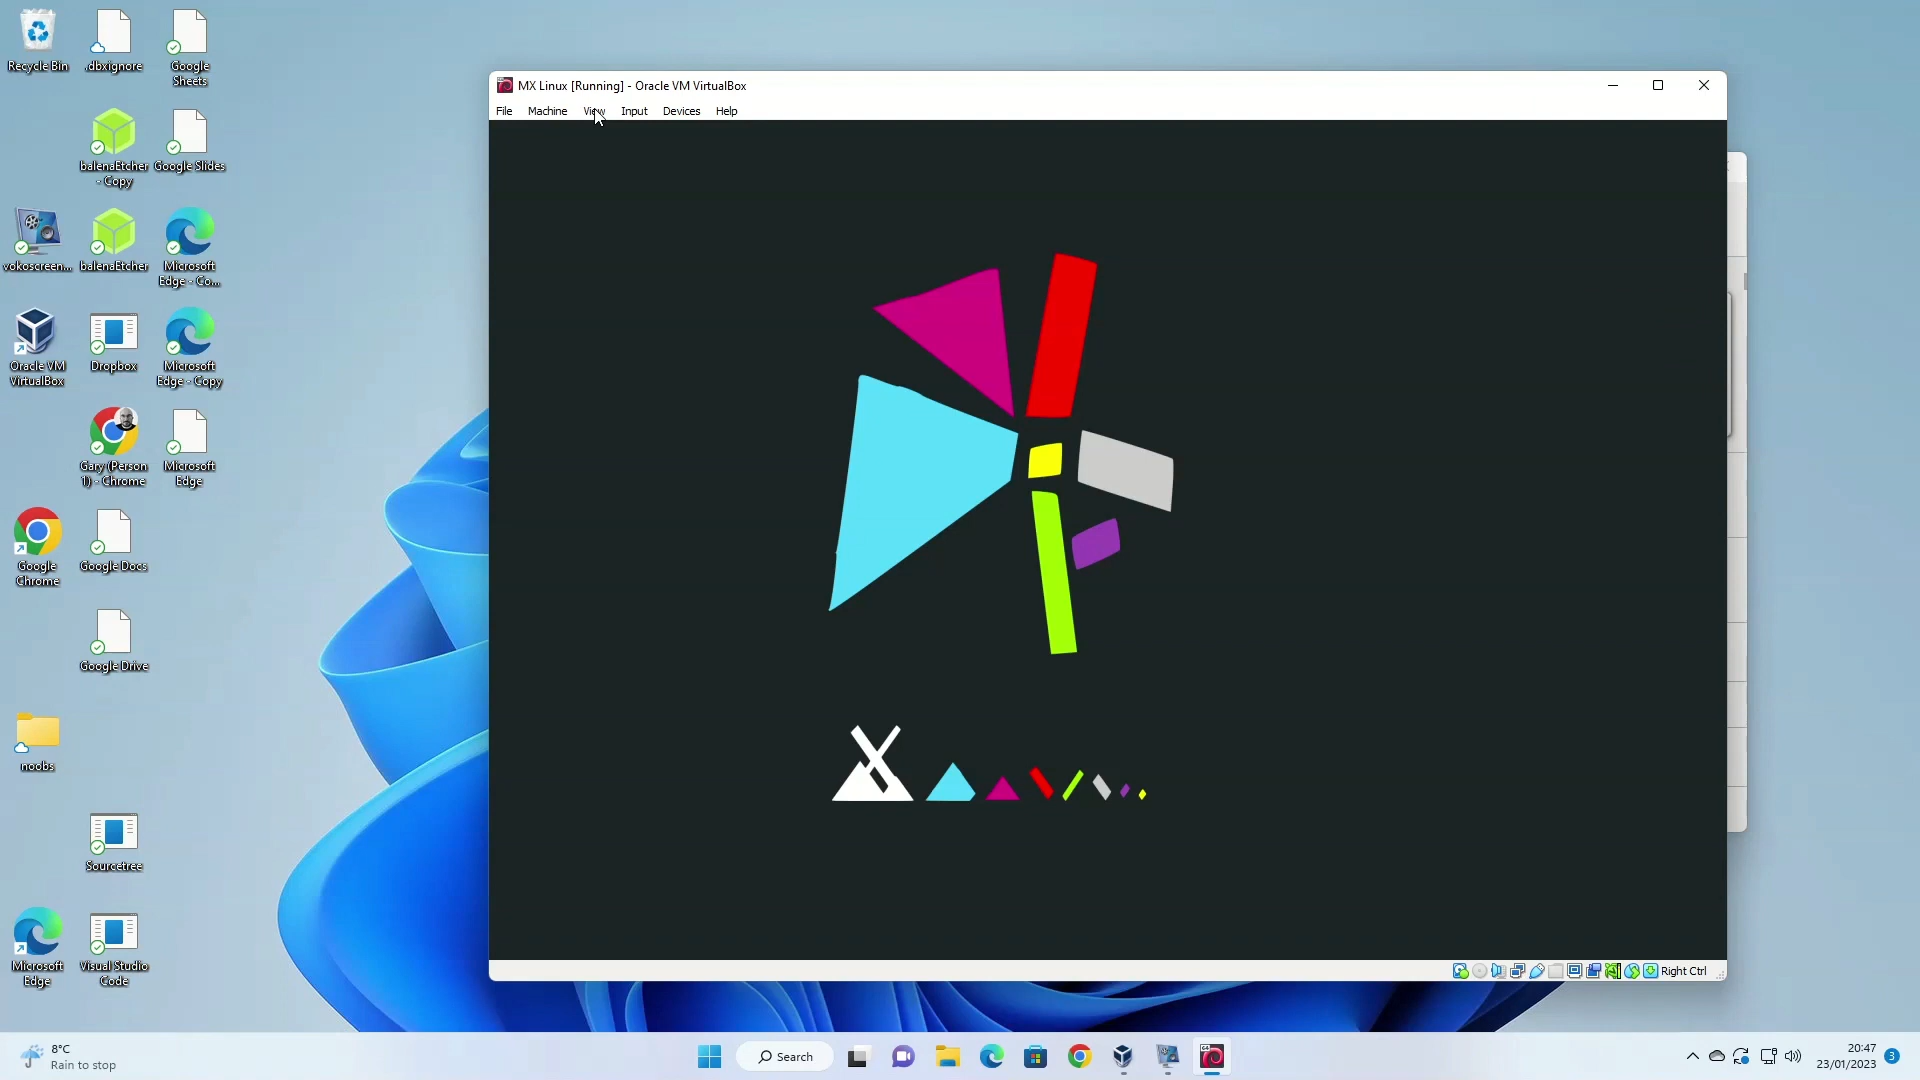 Recycle Bin
.dbxignore
Google
Sheets
balenaEtcher
- Copy
Google Slides
vokoscreen...
balenaEtcher
Microsoft
Edge - Co...
Oracle VM
VirtualBox
Dropbox
Microsoft
Edge - Copy
Gary (Person
1) - Chrome
Microsoft
Edge
Google
Chrome
Google Docs
Google Drive
noobs
Sourcetree
Microsoft
Edge
Visual Studio
Code
MX Linux [Running] - Oracle VM VirtualBox
File Machine View Input Devices Help
Right Ctrl
8°C
Rain to stop
Search
20:47
23/01/2023
3